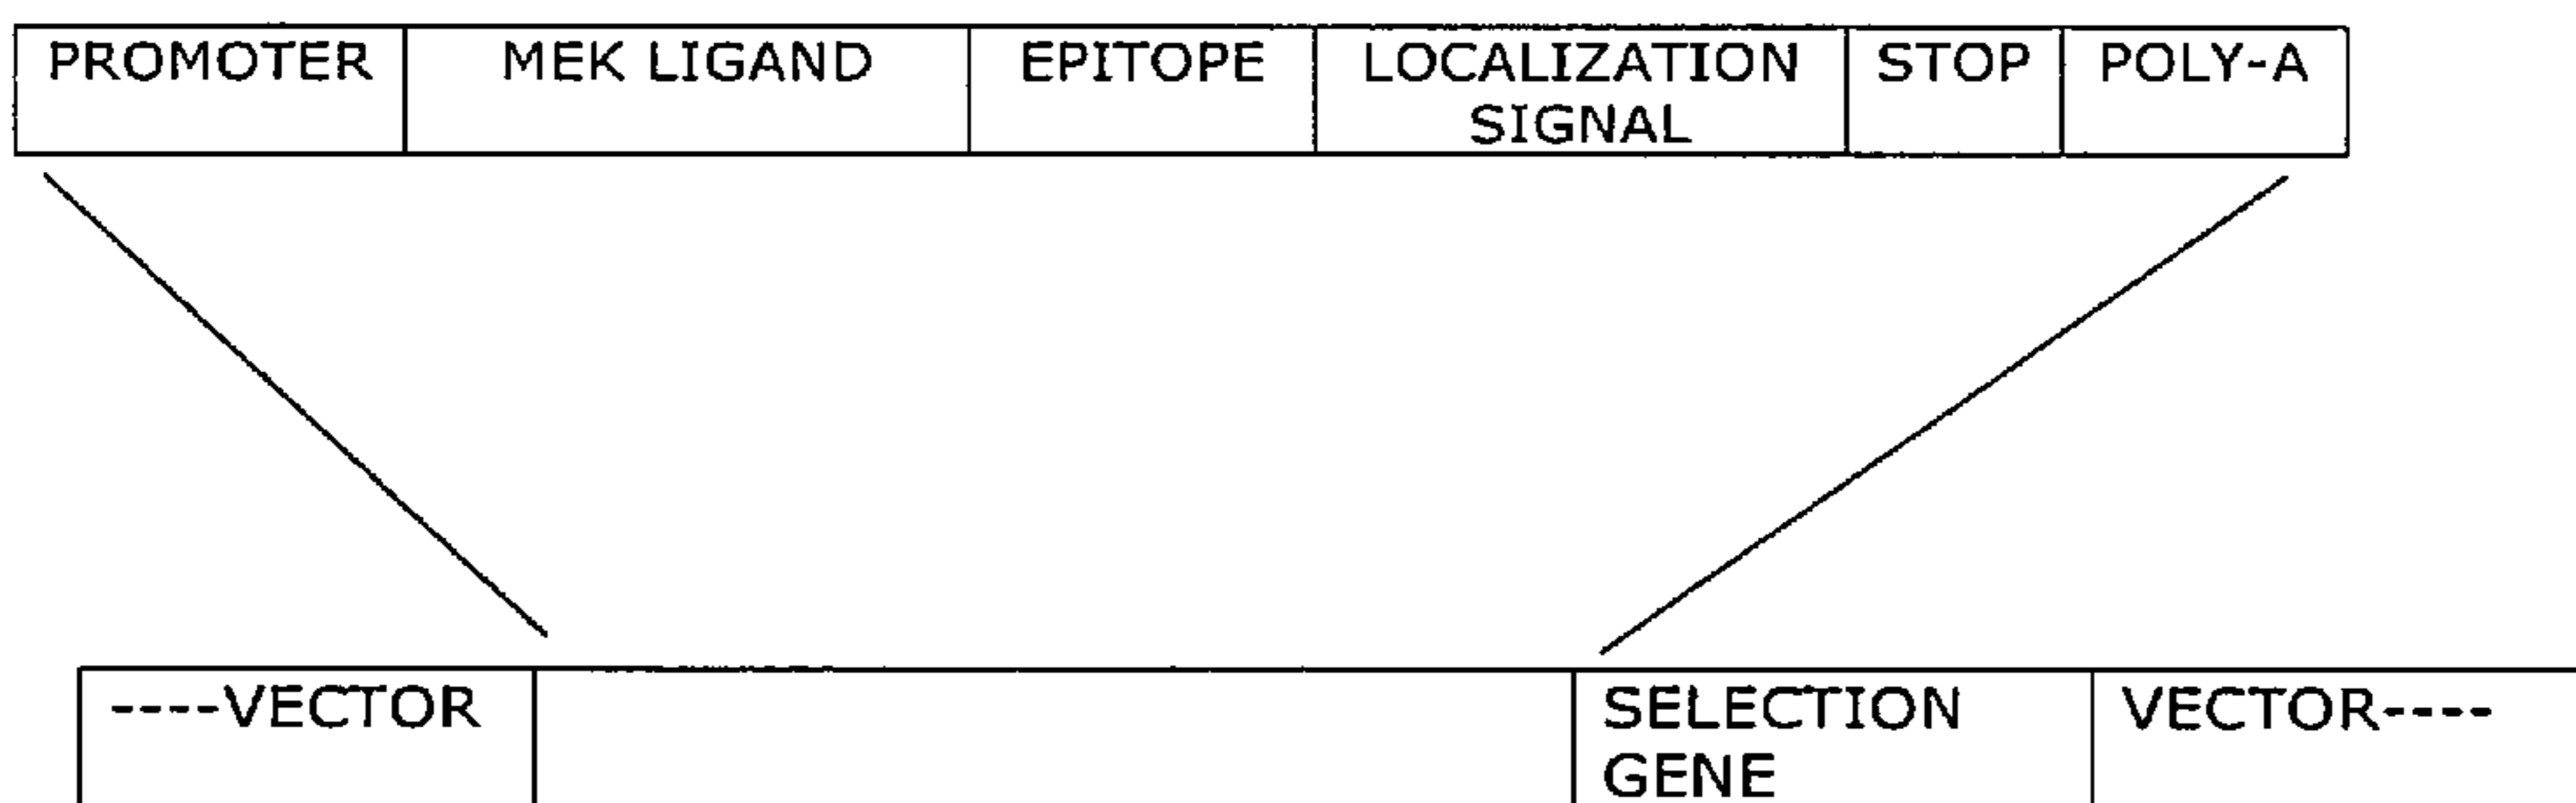 PROMOTER MEK LIGAND EPITOPE LOCALIZATION STOP POLY-A
SIGNAL
----VECTOR SELECTION VECTOR----
GENE